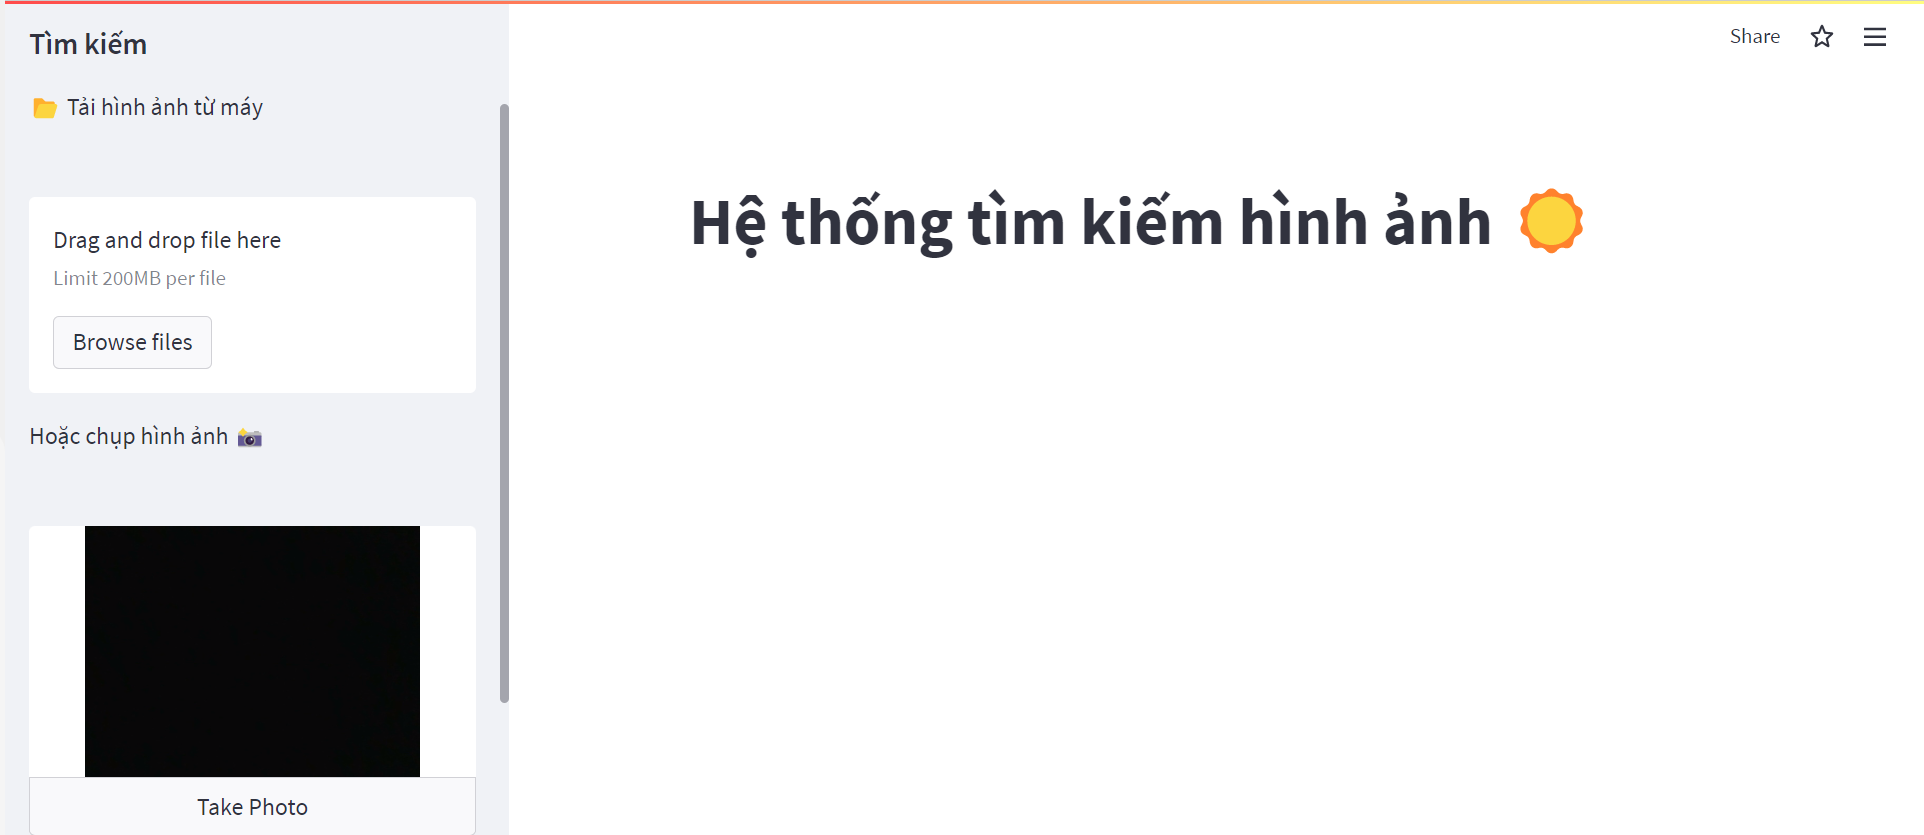 Tìm kiếm
Tải hình ảnh từ máy
Drag and drop file here
Limit 200MB per file
Browse files
Hoặc chụp hình ảnh
Take Photo
Share
Hệ thống tìm kiếm hình ảnh